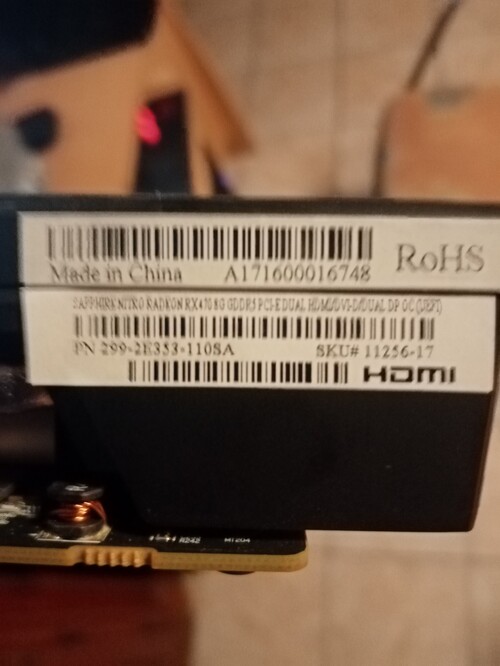 RoHS
Made in China A171600016748
SAPPHIRE NITRO RADEON RX470 8G GDDR5 PCI-E DUAL HDMI/DVI-D/DUAL DP OC (UEFI)
PN 299-2E353-110SA SKU# 11256-17
HDMI
R242